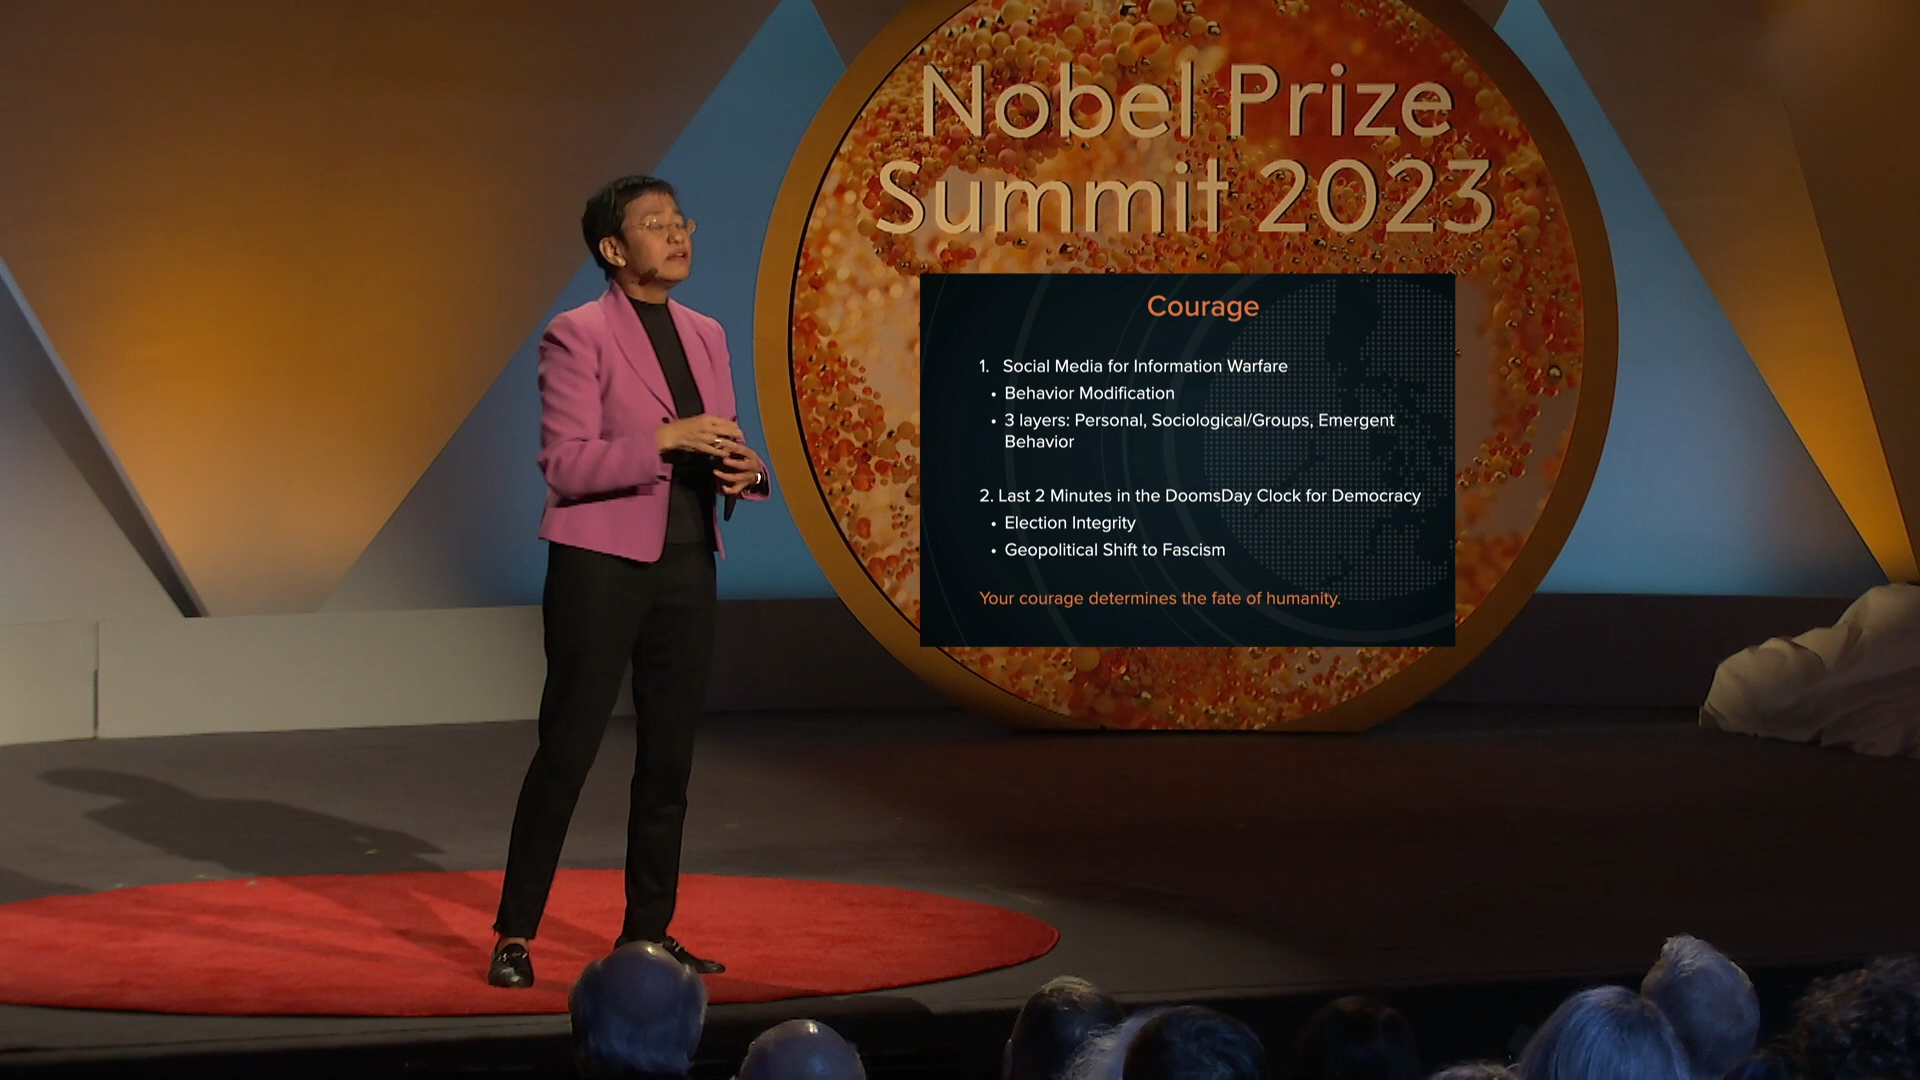 Nobel Prize
Summit 2023
Courage
1. Social Media for Information Warfare
• Behavior Modification
• 3 layers: Personal, Sociological/Groups, Emergent
Behavior
2. Last 2 Minutes in the DoomsDay Clock for Democracy
• Election Integrity
• Geopolitical Shift to Fascism
Your courage determines the fate of humanity.